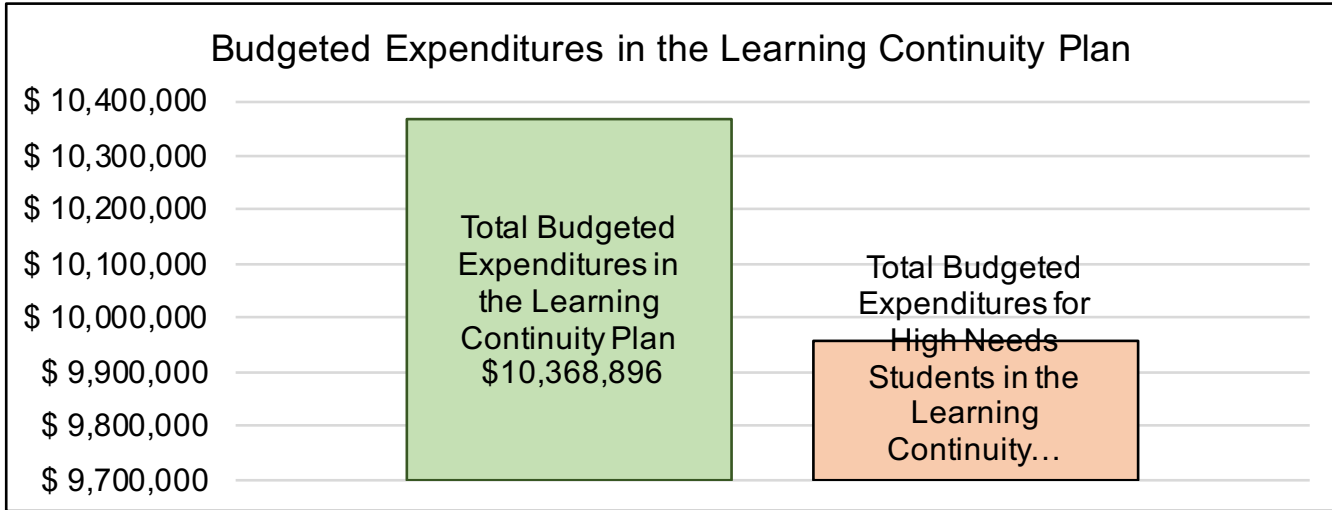 Budgeted Expenditures in the Learning Continuity Plan
$ 10,400,000
$ 10,300,000
$ 10,200,000
$ 10,100,000
$ 10,000,000
$ 9,900,000
$ 9,800,000
$ 9,700,000
Total Budgeted
Expenditures in
the Learning
Continuity Plan
$10,368,896
Total Budgeted
Expenditures for
High Needs
Students in the
Learning
Continuity…